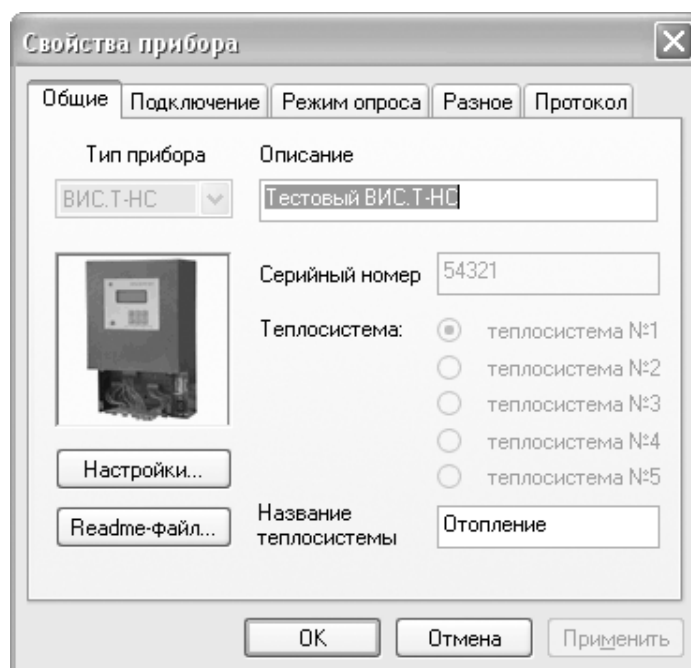 Свойства прибора
Общие Подключение Режим опроса Разное Протокол
Тип прибора Описание
ВИС.Т-НС Тестовый ВИС.Т-НС
Серийный номер 54321
Теплосистема: теплосистема №1
теплосистема №2
теплосистема №3
теплосистема №4
теплосистема №5
Настройки...
Readme-файл...
Название теплосистемы Отопление
OK Отмена Применить